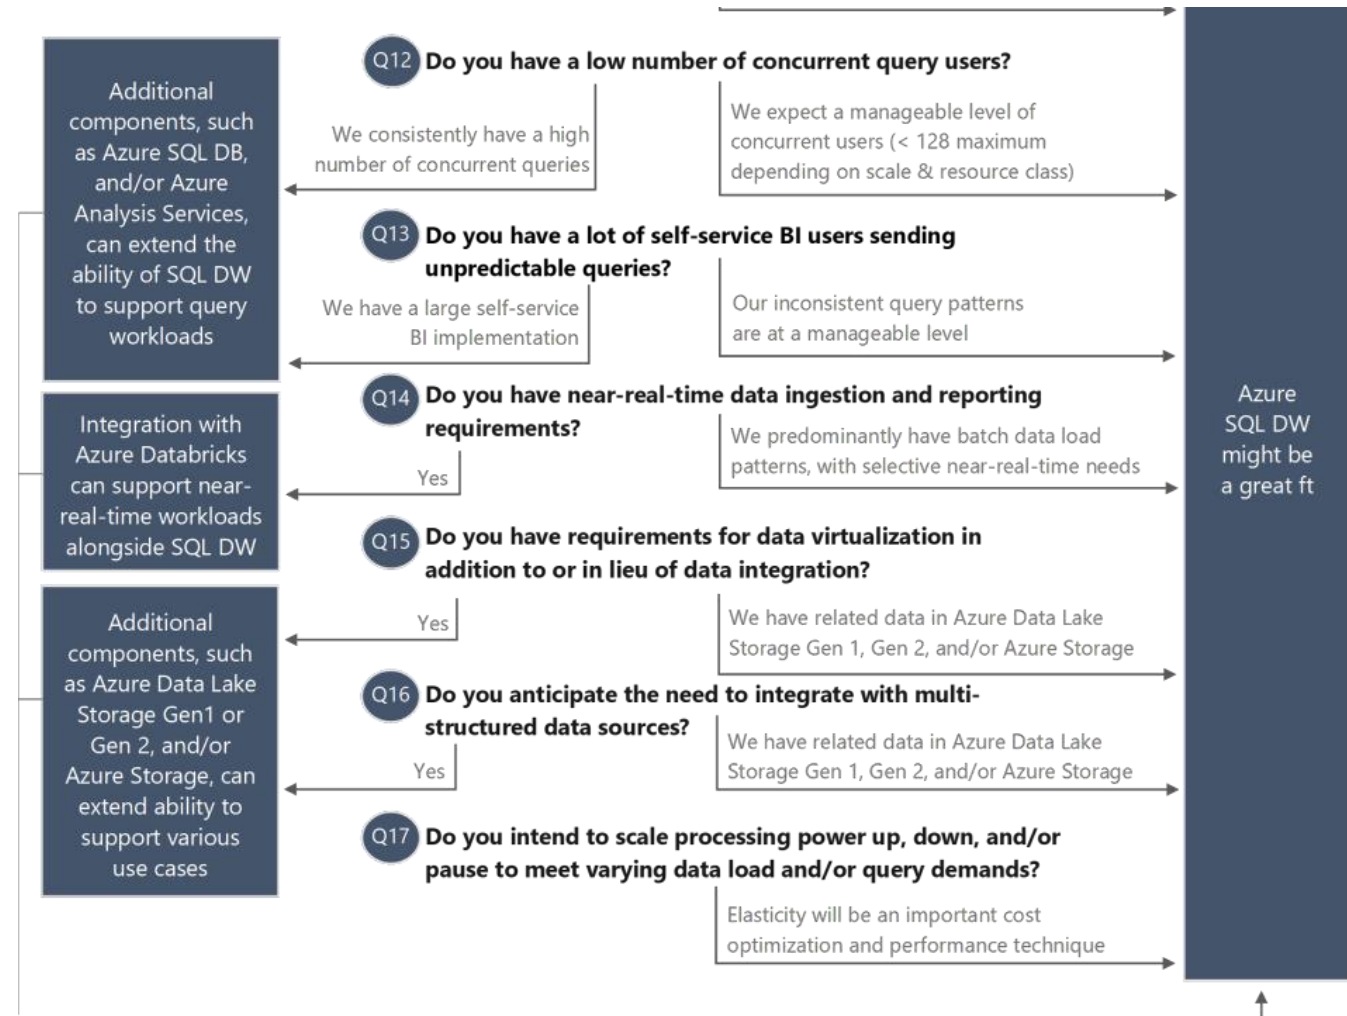 Additional
components, such
as Azure SQL DB,
and/or Azure
Analysis Services,
can extend the
ability of SQL DW
to support query
workloads
Integration with
Azure Databricks
can support near-
real-time workloads
alongside SQL DW
Additional
components, such
as Azure Data Lake
Storage Gen1 or
Gen 2, and/or
Azure Storage, can
extend ability to
support various
use cases
Q12 Do you have a low number of concurrent query users?
We consistently have a high
number of concurrent queries
We expect a manageable level of
concurrent users (< 128 maximum
depending on scale & resource class)
Q13 Do you have a lot of self-service BI users sending
unpredictable queries?
We have a large self-service
BI implementation
Our inconsistent query patterns
are at a manageable level
Q14 Do you have near-real-time data ingestion and reporting
requirements?
Yes
We predominantly have batch data load
patterns, with selective near-real-time needs
Q15 Do you have requirements for data virtualization in
addition to or in lieu of data integration?
Yes
We have related data in Azure Data Lake
Storage Gen 1, Gen 2, and/or Azure Storage
Q16 Do you anticipate the need to integrate with multi-
structured data sources?
Yes
We have related data in Azure Data Lake
Storage Gen 1, Gen 2, and/or Azure Storage
Q17 Do you intend to scale processing power up, down, and/or
pause to meet varying data load and/or query demands?
Elasticity will be an important cost
optimization and performance technique
Azure
SQL DW
might be
a great ft